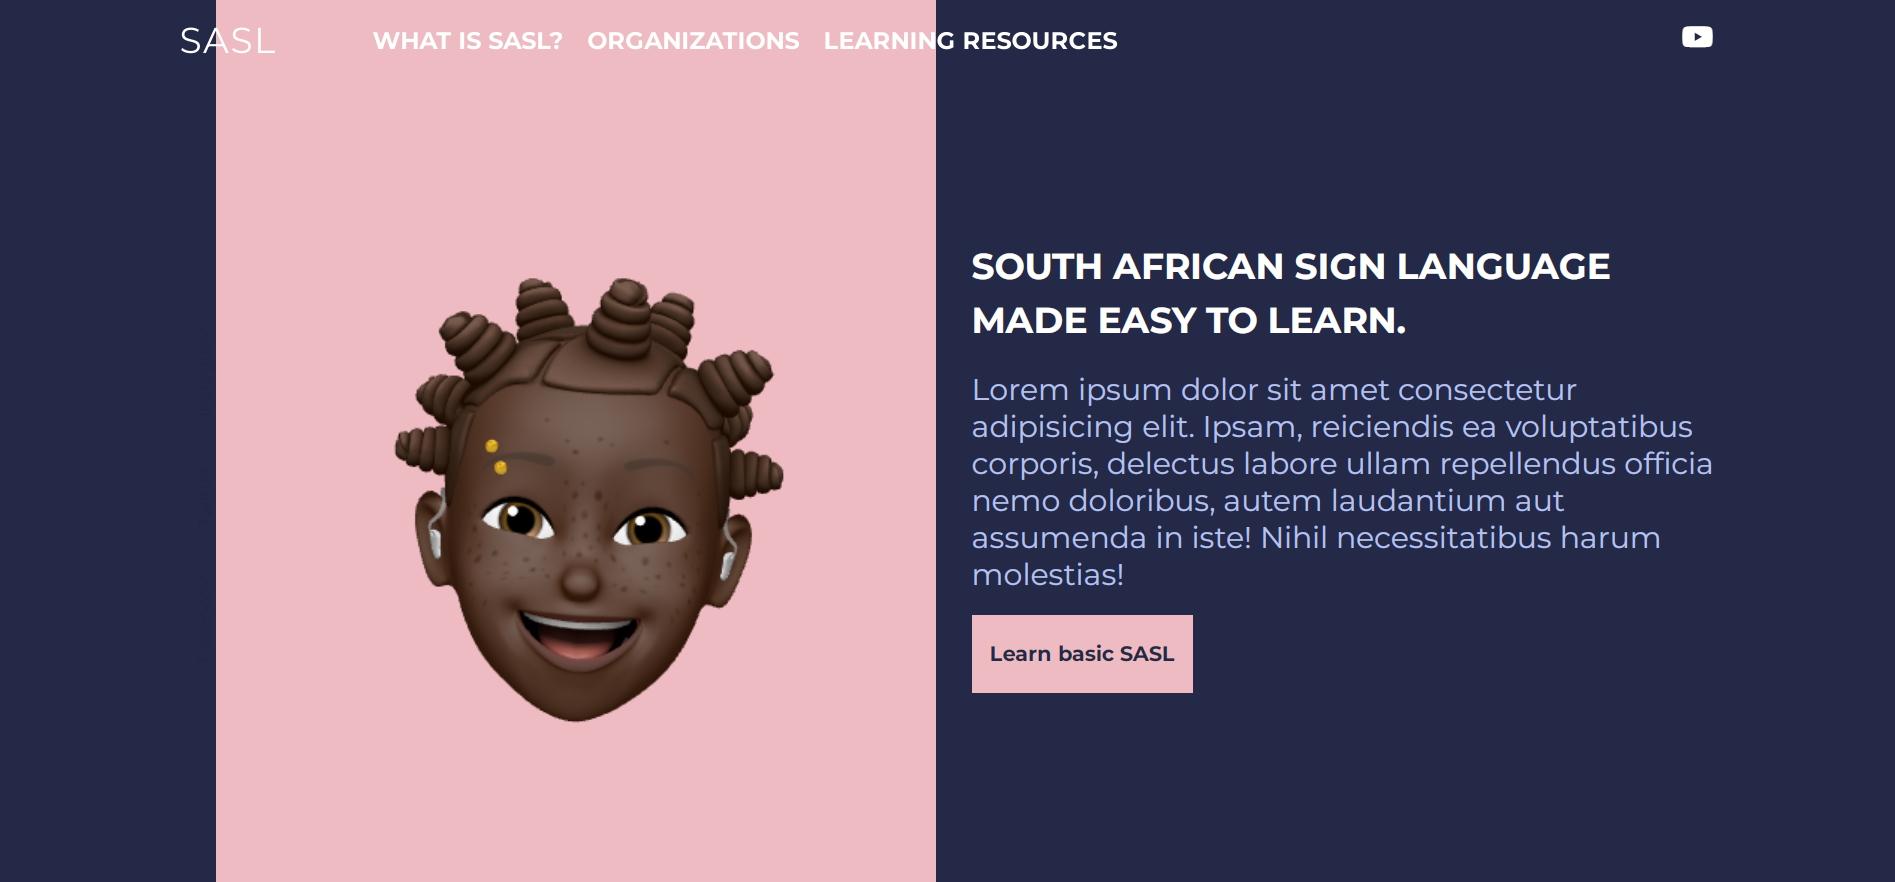 SASL
WHAT IS SASL? ORGANIZATIONS LEARNING RESOURCES
SOUTH AFRICAN SIGN LANGUAGE
MADE EASY TO LEARN.
Lorem ipsum dolor sit amet consectetur
adipisicing elit. Ipsam, reiciendis ea voluptatibus
corporis, delectus labore ullam repellendus officia
nemo doloribus, autem laudantium aut
assumenda in iste! Nihil necessitatibus harum
molestias!
Learn basic SASL